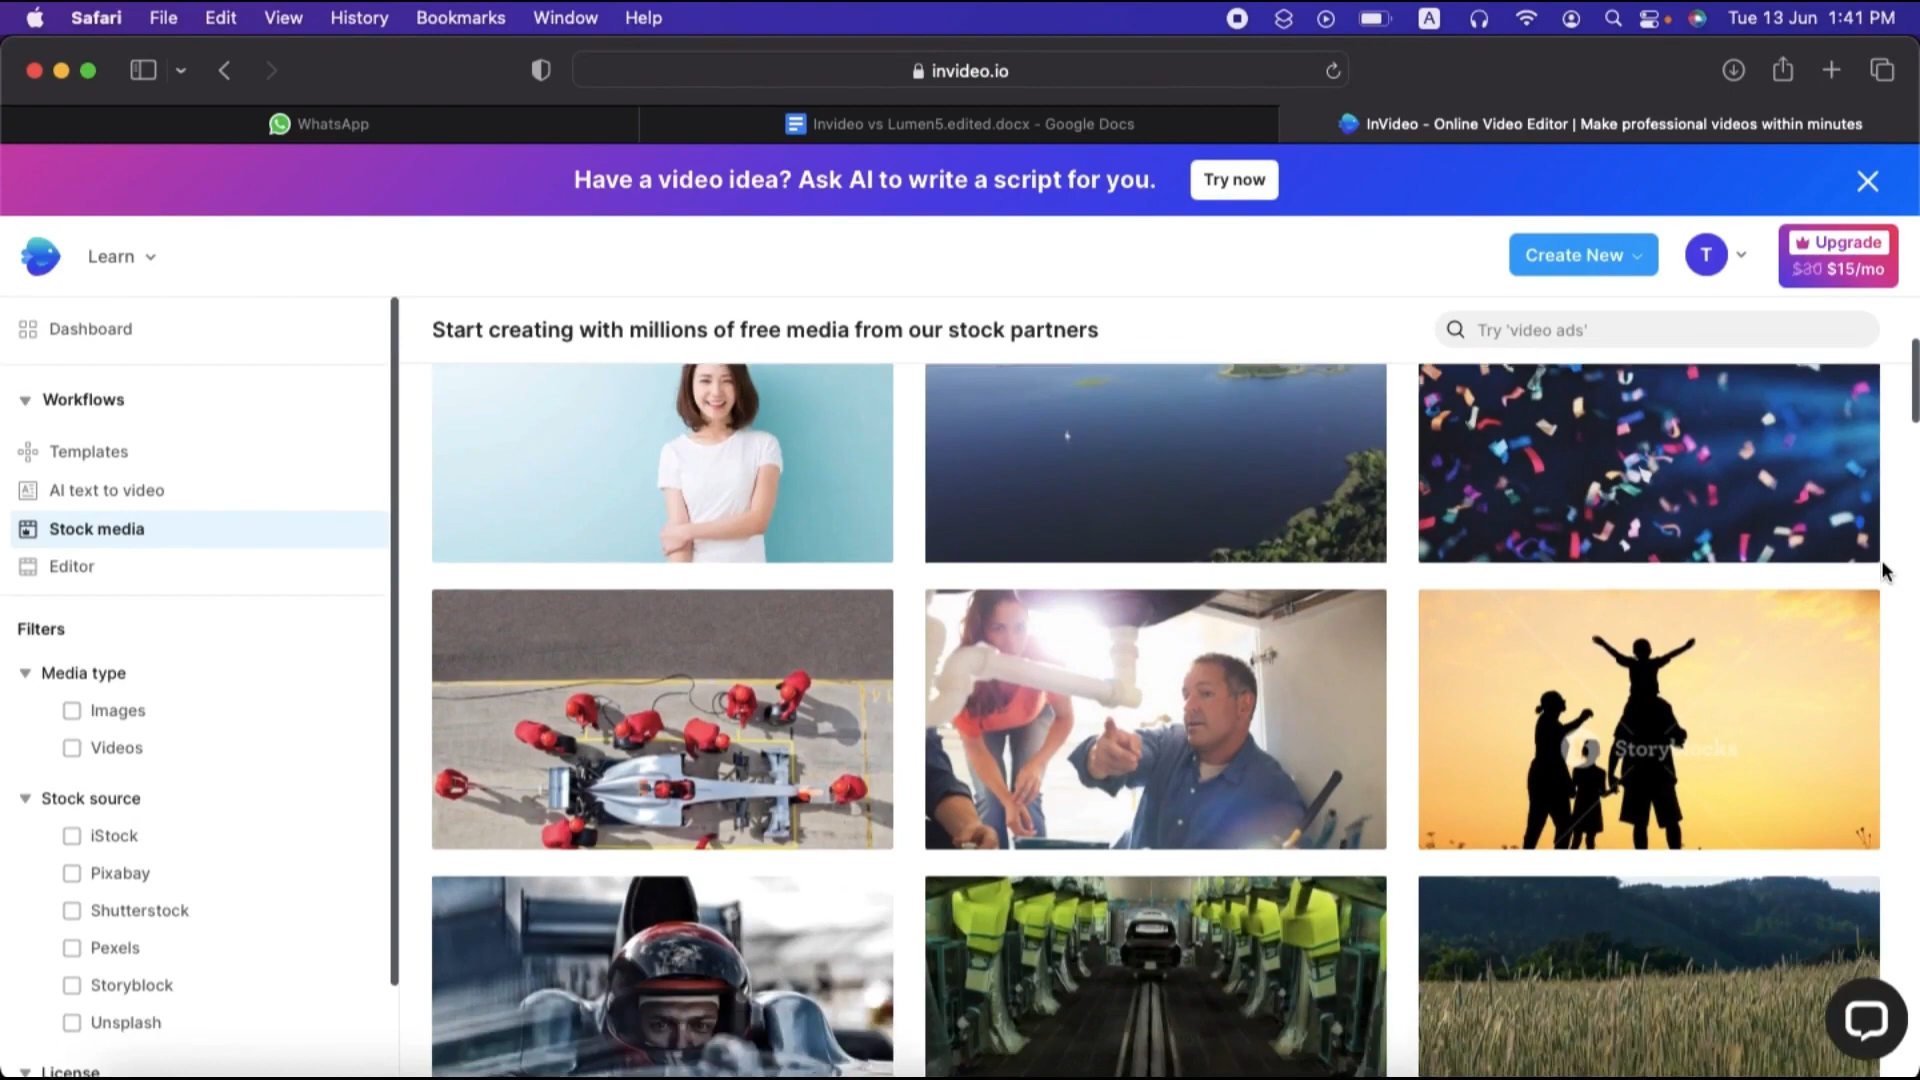 Safari File Edit View History Bookmarks Window Help
A
Tue 13 Jun 1:41 PM
invideo.io
WhatsApp
Invideo vs Lumen5.edited.docx - Google Docs
InVideo - Online Video Editor | Make professional videos within minutes
Have a video idea? Ask AI to write a script for you.
Try now
Learn
Create New
T
Upgrade
$30 $15/mo
Dashboard
Start creating with millions of free media from our stock partners
Try 'video ads'
Workflows
Templates
AI text to video
Stock media
Editor
Filters
Media type
Images
Videos
Storyblocks
Stock source
iStock
Pixabay
Shutterstock
Pexels
Storyblock
Unsplash
License